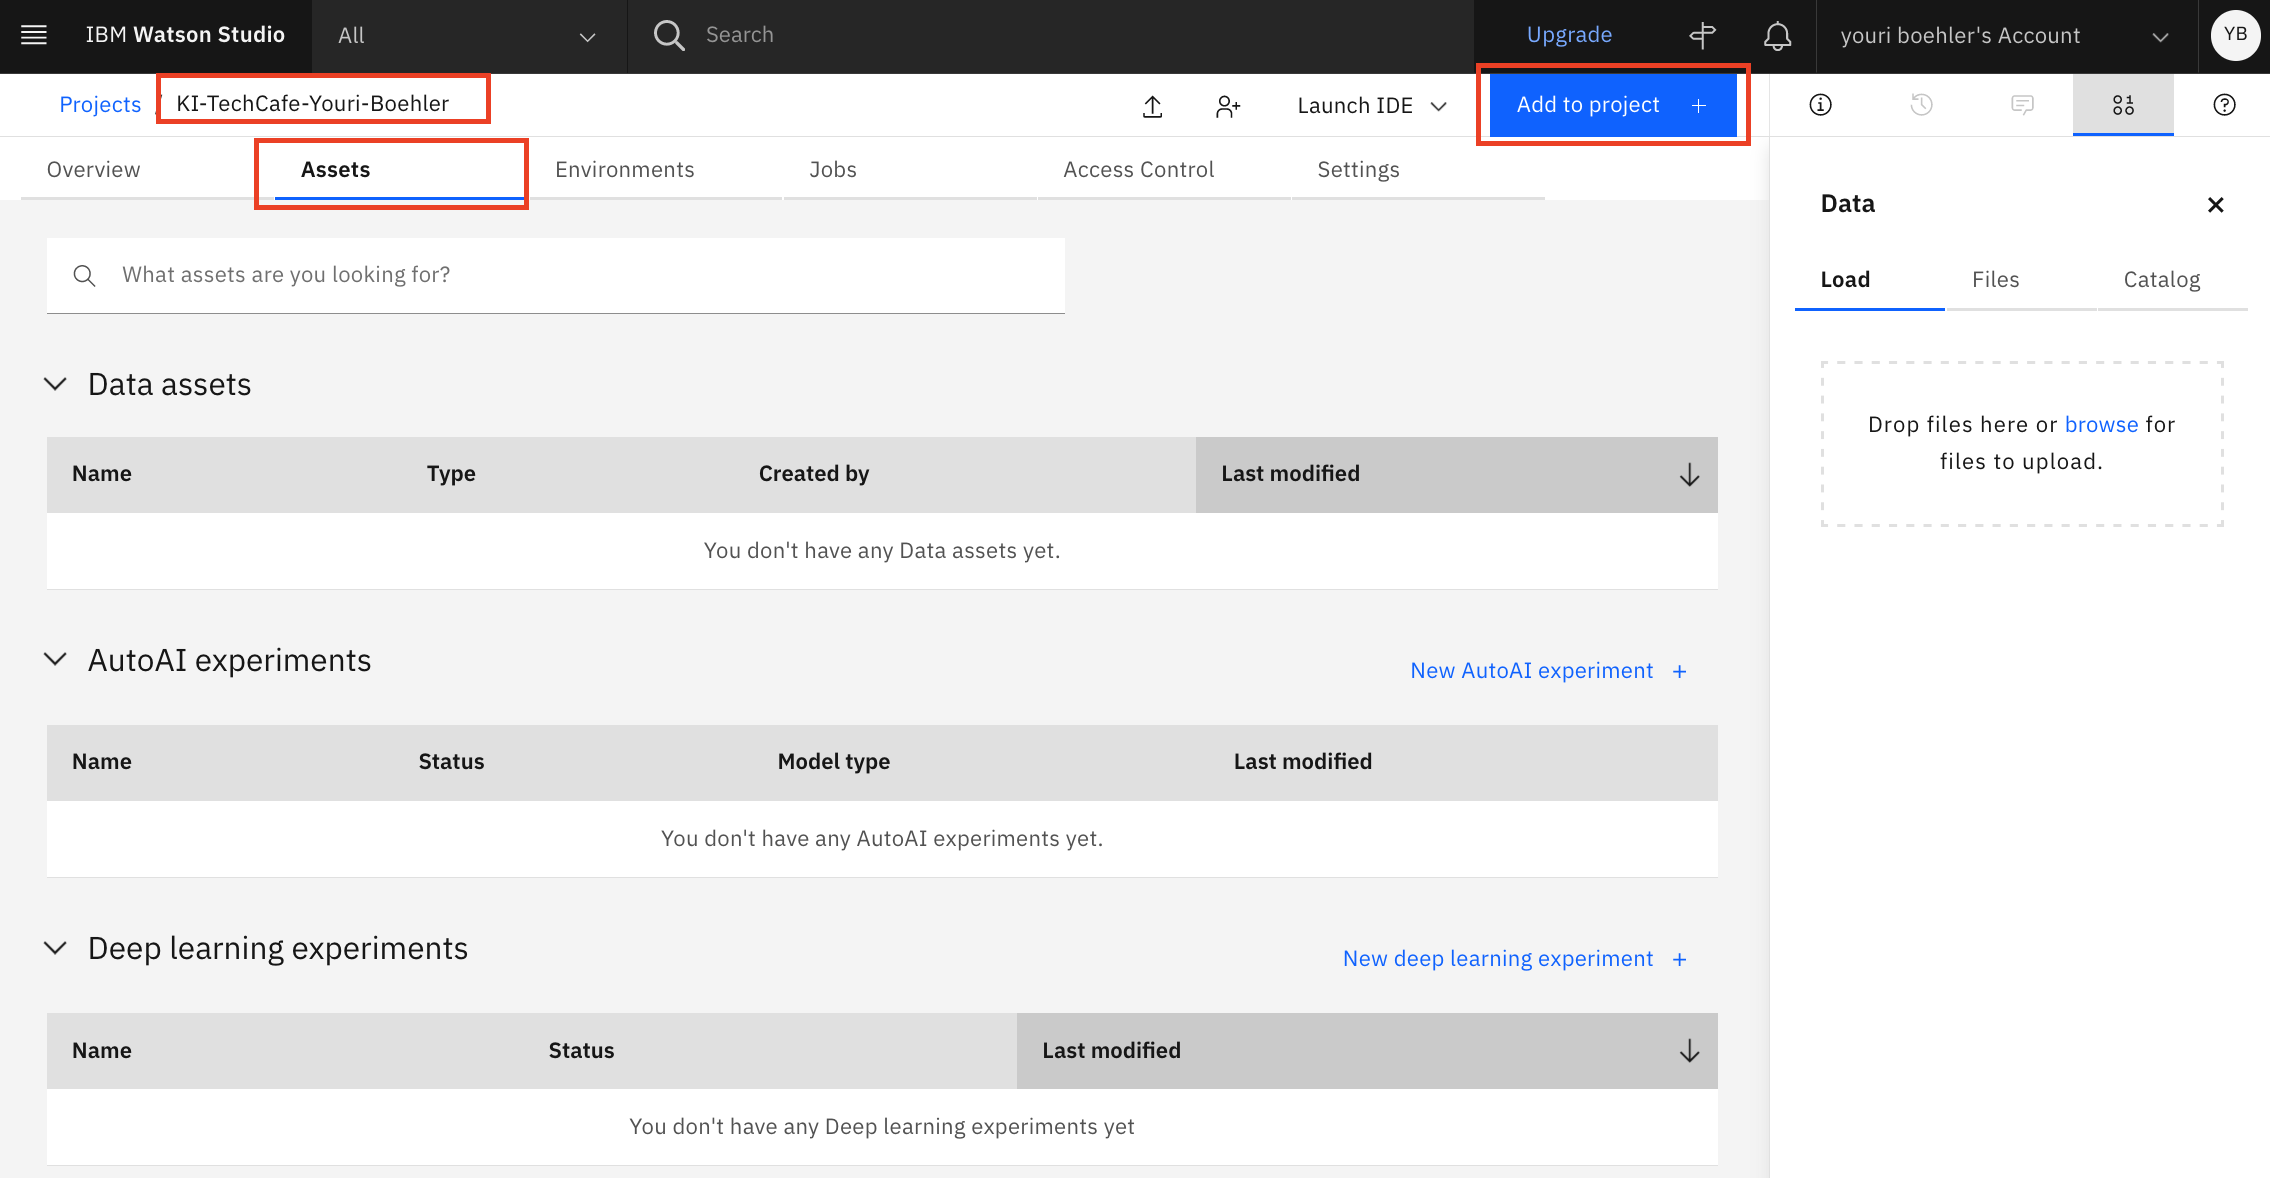 IBM Watson Studio All Search Upgrade youri boehler's Account YB
Projects / KI-TechCafe-Youri-Boehler Launch IDE Add to project +
Overview Assets Environments Jobs Access Control Settings
What assets are you looking for?
Data assets
Name Type Created by Last modified
You don't have any Data assets yet.
AutoAI experiments
New AutoAI experiment +
Name Status Model type Last modified
You don't have any AutoAI experiments yet.
Deep learning experiments
New deep learning experiment +
Name Status Last modified
You don't have any Deep learning experiments yet
Data
Load Files Catalog
Drop files here or browse for
files to upload.